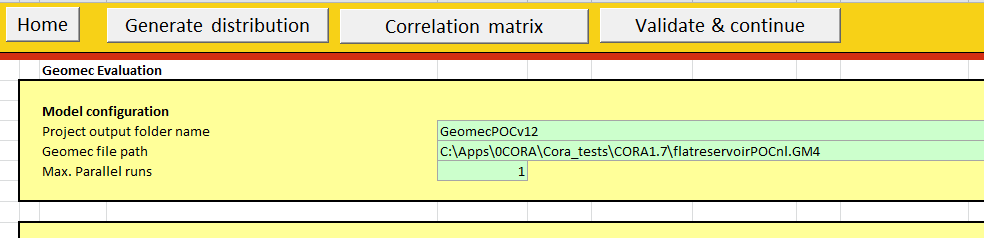 Home Generate distribution Correlation matrix Validate & continue
Geomec Evaluation
Model configuration
Project output folder name GeomecPOCv12
Geomec file path C:\Apps\0CORA\Cora_tests\CORA1.7\flatreservoirPOCnl.GM4
Max. Parallel runs 1